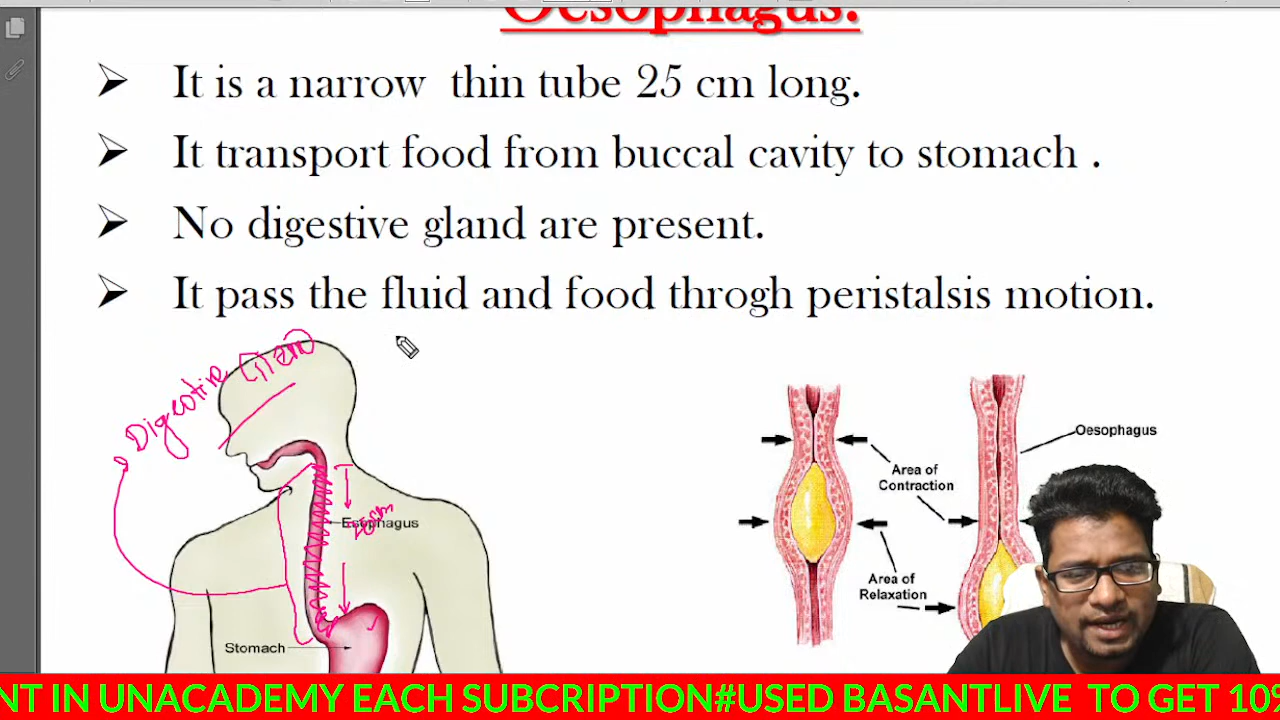 Oesophagus.
➢ It is a narrow thin tube 25 cm long.
➢ It transport food from buccal cavity to stomach .
➢ No digestive gland are present.
➢ It pass the fluid and food throgh peristalsis motion.
Digestive
Esophagus
25cm
Stomach
Oesophagus
Area of
Contraction
Area of
Relaxation
NT IN UNACADEMY EACH SUBCRIPTION#USED BASANTLIVE TO GET 10%